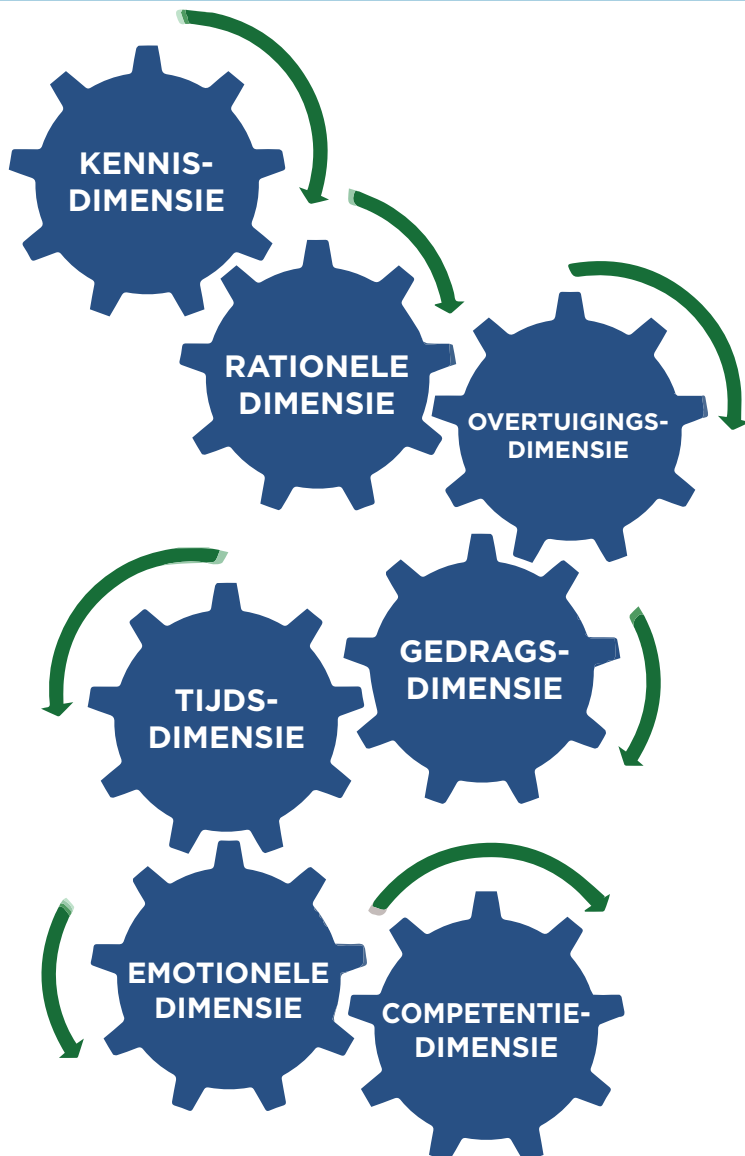 KENNIS-
DIMENSIE
RATIONELE
DIMENSIE
OVERTUIGINGS-
DIMENSIE
GEDRAGS-
DIMENSIE
TIJDS-
DIMENSIE
EMOTIONELE
DIMENSIE
COMPETENTIE-
DIMENSIE